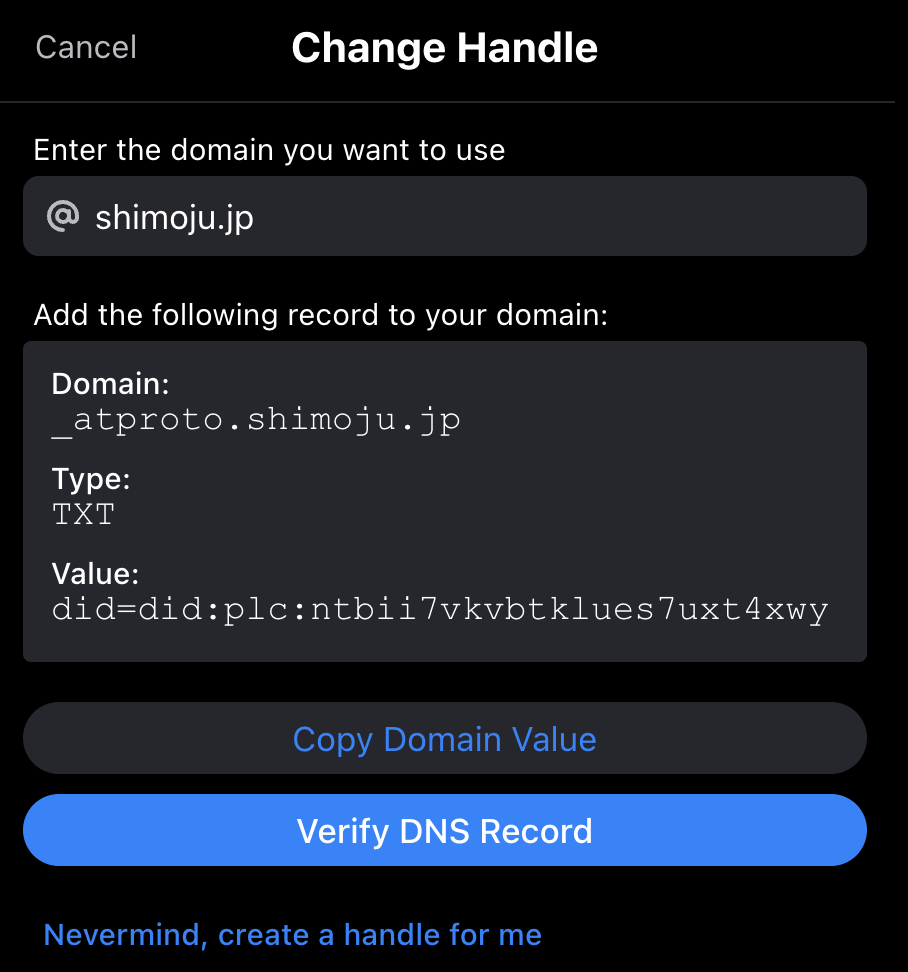 Cancel
Change Handle
Enter the domain you want to use
@ shimoju.jp
Add the following record to your domain:
Domain:
_atproto.shimoju.jp
Type:
TXT
Value:
did=did:plc:ntbii7vkvbtklues7uxt4xwy
Copy Domain Value
Verify DNS Record
Nevermind, create a handle for me